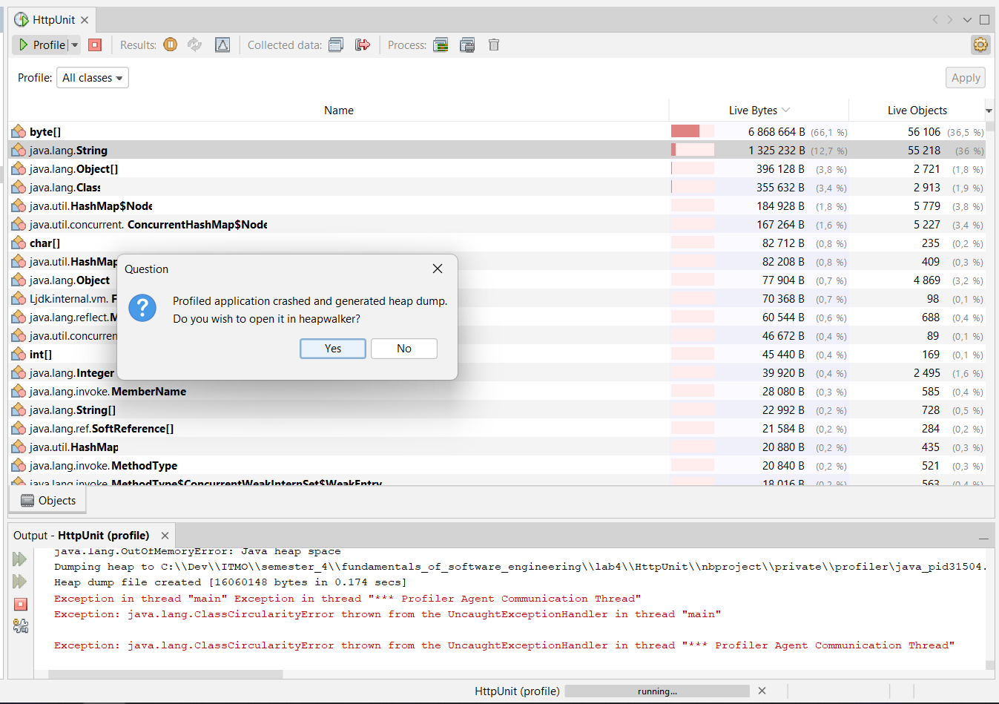 HttpUnit
Profile
Results:
Collected data:
Process:
Profile: All classes
Apply
Name Live Bytes Live Objects
byte[] 6 868 664 B (66,1 %) 56 106 (36,5 %)
java.lang.String 1 325 232 B (12,7 %) 55 218 (36 %)
java.lang.Object[] 396 128 B (3,8 %) 2 721 (1,8 %)
java.lang.Class 355 632 B (3,4 %) 2 913 (1,9 %)
java.util.HashMap$Node 184 928 B (1,8 %) 5 779 (3,8 %)
java.util.concurrent. ConcurrentHashMap$Node 167 264 B (1,6 %) 5 227 (3,4 %)
char[] 82 712 B (0,8 %) 235 (0,2 %)
java.util.HashMap 82 208 B (0,8 %) 409 (0,3 %)
java.lang.Object 77 904 B (0,7 %) 4 869 (3,2 %)
Ljdk.internal.vm. F 70 368 B (0,7 %) 98 (0,1 %)
java.lang.reflect.M 60 544 B (0,6 %) 688 (0,4 %)
java.util.concurren 46 672 B (0,4 %) 89 (0,1 %)
int[] 45 440 B (0,4 %) 169 (0,1 %)
java.lang.Integer 39 920 B (0,4 %) 2 495 (1,6 %)
java.lang.invoke.MemberName 28 080 B (0,3 %) 585 (0,4 %)
java.lang.String[] 22 992 B (0,2 %) 728 (0,5 %)
java.lang.ref.SoftReference[] 21 584 B (0,2 %) 284 (0,2 %)
java.util.HashMap 20 880 B (0,2 %) 435 (0,3 %)
java.lang.invoke.MethodType 20 840 B (0,2 %) 521 (0,3 %)
java.lang.invoke.MethodType$ConcurrentWeakInternSet$WeakEntry 18 016 B (0,2 %) 563 (0,4 %)
Question
Profiled application crashed and generated heap dump.
Do you wish to open it in heapwalker?
Yes No
Objects
Output - HttpUnit (profile)
java.lang.OutOfMemoryError: Java heap space
Dumping heap to C:\\Dev\\ITMO\\semester_4\\fundamentals_of_software_engineering\\lab4\\HttpUnit\\nbproject\\private\\profiler\java_pid31504.
Heap dump file created [16060148 bytes in 0.174 secs]
Exception in thread "main" Exception in thread "*** Profiler Agent Communication Thread"
Exception: java.lang.ClassCircularityError thrown from the UncaughtExceptionHandler in thread "main"
Exception: java.lang.ClassCircularityError thrown from the UncaughtExceptionHandler in thread "*** Profiler Agent Communication Thread"
HttpUnit (profile) running...